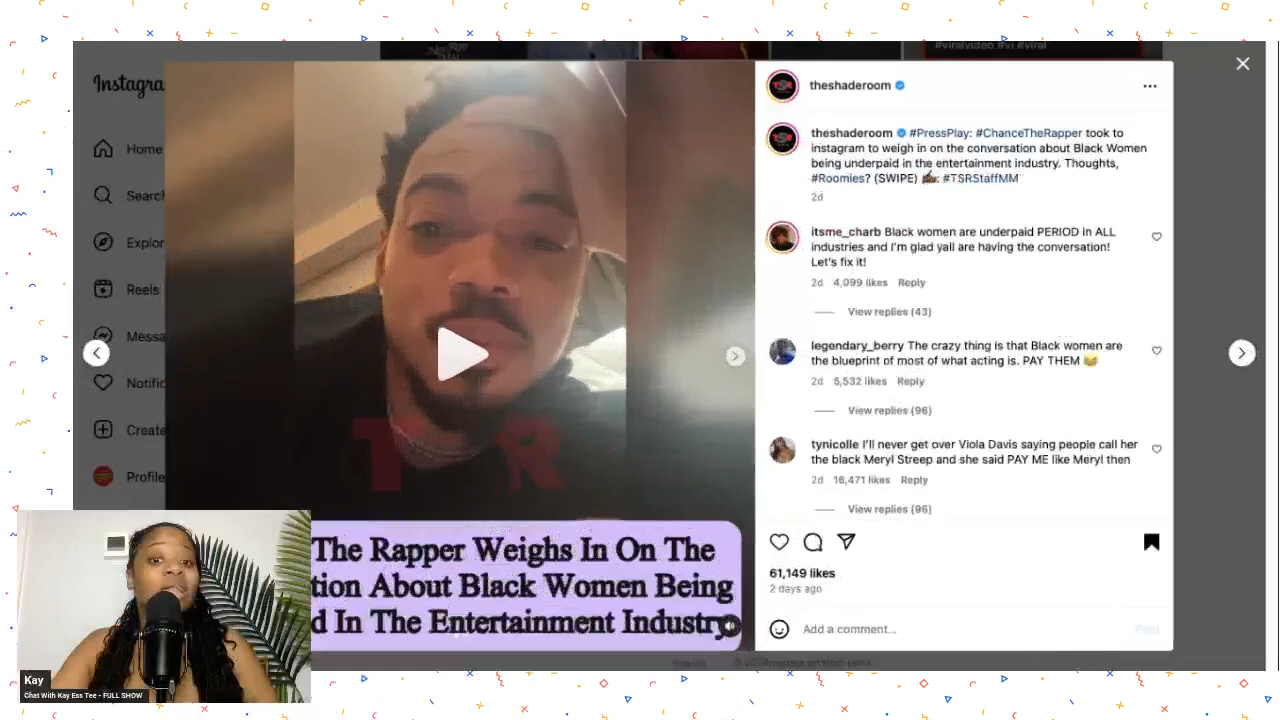 #viralvideo #vi #viral
Instagra
theshaderoom
Home
Search
Explor
Reels
Messa
Notific
Create
Profile
theshaderoom #PressPlay: #ChanceTheRapper took to
instagram to weigh in on the conversation about Black Women
being underpaid in the entertainment industry. Thoughts,
#Roomies? (SWIPE) ✍🏾: #TSRStaffMM
2d
itsme_charb Black women are underpaid PERIOD in ALL
industries and I'm glad yall are having the conversation!
Let's fix it!
2d 4,099 likes Reply
View replies (43)
legendary_berry The crazy thing is that Black women are
the blueprint of most of what acting is. PAY THEM 😂
2d 5,532 likes Reply
View replies (96)
tynicolle I'll never get over Viola Davis saying people call her
the black Meryl Streep and she said PAY ME like Meryl then
2d 16,471 likes Reply
View replies (96)
61,149 likes
2 days ago
Add a comment...
Post
TSR
The Rapper Weighs In On The
tion About Black Women Being
d In The Entertainment Industry
Kay
Chat With Kay Ess Tee - FULL SHOW